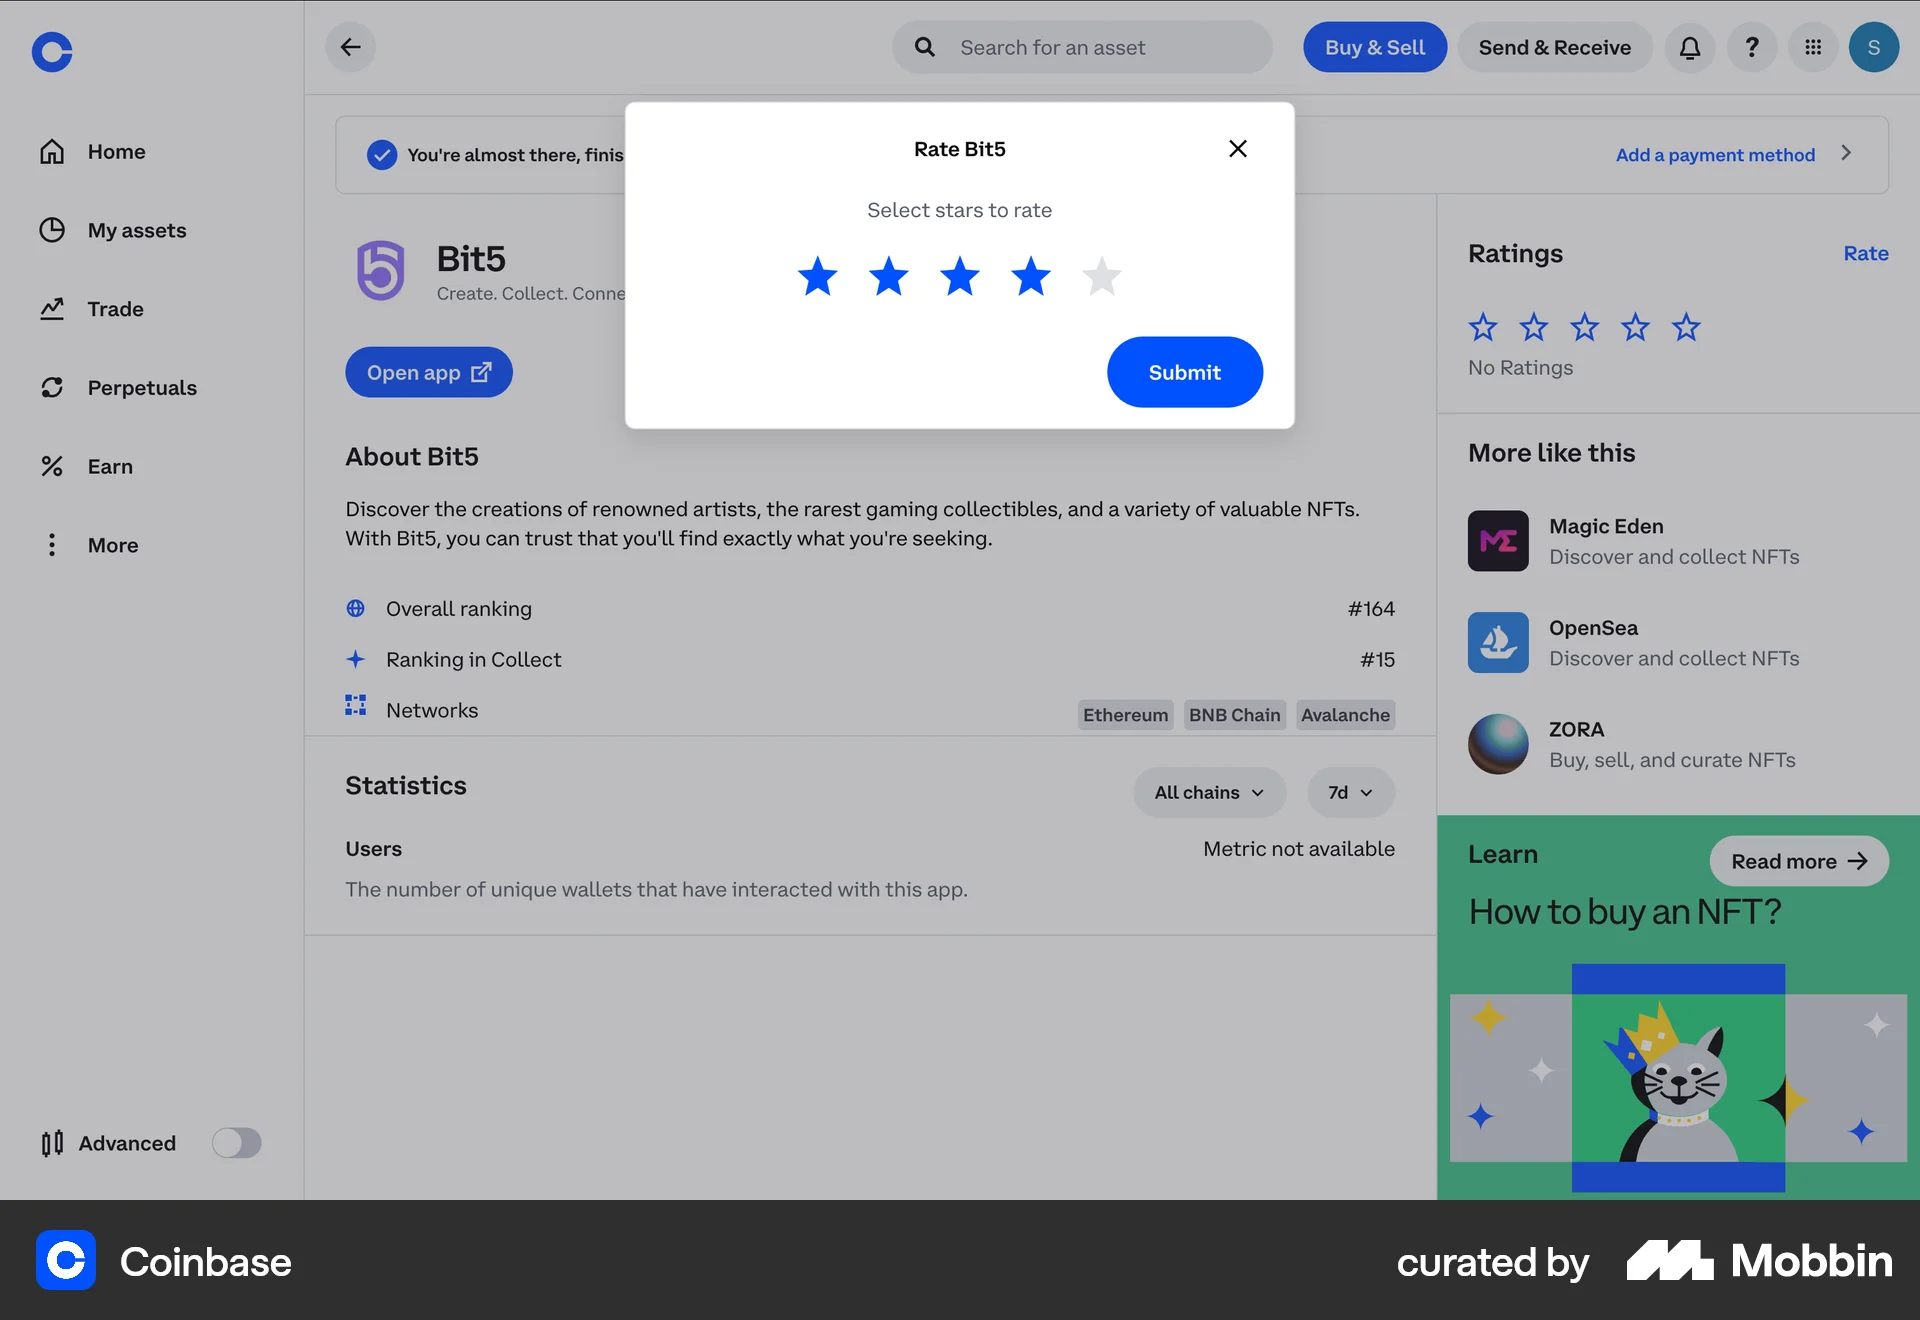 Search for an asset
Buy & Sell
Send & Receive
?
S
Home
My assets
Trade
Perpetuals
Earn
More
Advanced
You're almost there, finis
Add a payment method
Rate Bit5
Select stars to rate
Submit
Bit5
Create. Collect. Conne
Open app
About Bit5
Discover the creations of renowned artists, the rarest gaming collectibles, and a variety of valuable NFTs.
With Bit5, you can trust that you'll find exactly what you're seeking.
Overall ranking #164
Ranking in Collect #15
Networks Ethereum BNB Chain Avalanche
Statistics
All chains
7d
Users
Metric not available
The number of unique wallets that have interacted with this app.
Ratings
Rate
No Ratings
More like this
Magic Eden
Discover and collect NFTs
OpenSea
Discover and collect NFTs
ZORA
Buy, sell, and curate NFTs
Learn
Read more
How to buy an NFT?
Coinbase
curated by Mobbin